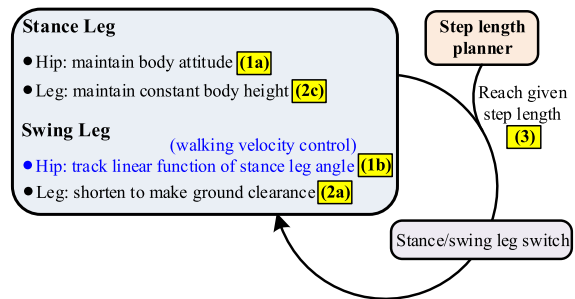 Stance Leg
● Hip: maintain body attitude (1a)
● Leg: maintain constant body height (2c)
Swing Leg
(walking velocity control)
● Hip: track linear function of stance leg angle (1b)
● Leg: shorten to make ground clearance (2a)
Step length
planner
Reach given
step length
(3)
Stance/swing leg switch